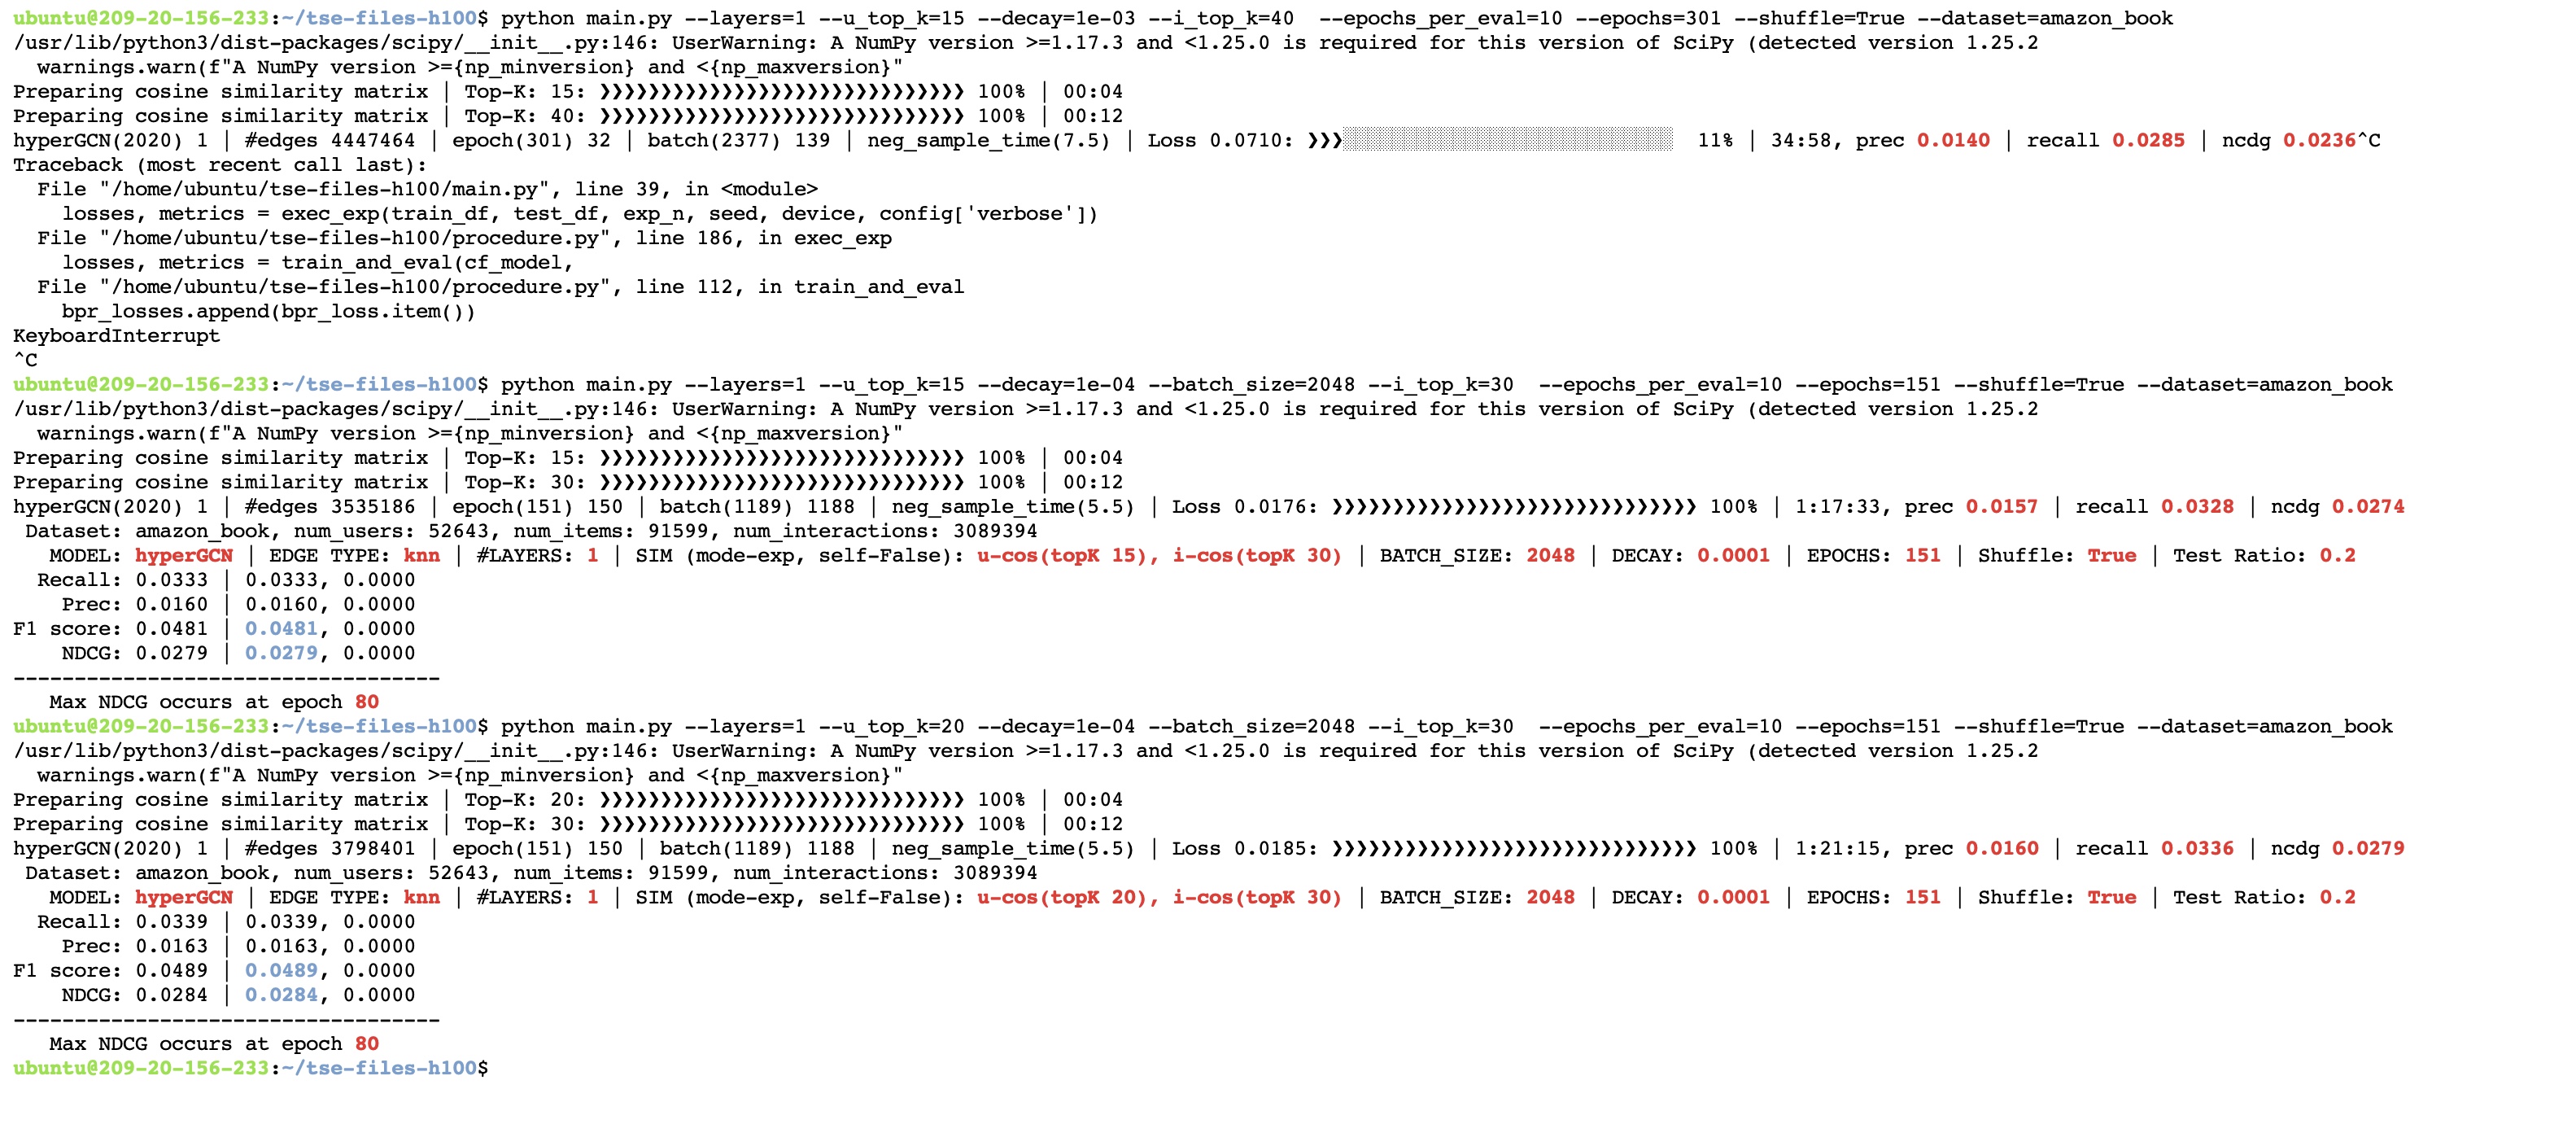 ubuntu@209-20-156-233:~/tse-files-h100$ python main.py --layers=1 --u_top_k=15 --decay=1e-03 --i_top_k=40  --epochs_per_eval=10 --epochs=301 --shuffle=True --dataset=amazon_book
/usr/lib/python3/dist-packages/scipy/__init__.py:146: UserWarning: A NumPy version >=1.17.3 and <1.25.0 is required for this version of SciPy (detected version 1.25.2
  warnings.warn(f"A NumPy version >={np_minversion} and <{np_maxversion}"
Preparing cosine similarity matrix | Top-K: 15: ❯❯❯❯❯❯❯❯❯❯❯❯❯❯❯❯❯❯❯❯❯❯❯❯❯❯❯❯❯❯ 100% | 00:04
Preparing cosine similarity matrix | Top-K: 40: ❯❯❯❯❯❯❯❯❯❯❯❯❯❯❯❯❯❯❯❯❯❯❯❯❯❯❯❯❯❯ 100% | 00:12
hyperGCN(2020) 1 | #edges 4447464 | epoch(301) 32 | batch(2377) 139 | neg_sample_time(7.5) | Loss 0.0710: ❯❯❯░░░░░░░░░░░░░░░░░░░░░░░░░░░  11% | 34:58, prec 0.0140 | recall 0.0285 | ncdg 0.0236^C
Traceback (most recent call last):
  File "/home/ubuntu/tse-files-h100/main.py", line 39, in <module>
    losses, metrics = exec_exp(train_df, test_df, exp_n, seed, device, config['verbose'])
  File "/home/ubuntu/tse-files-h100/procedure.py", line 186, in exec_exp
    losses, metrics = train_and_eval(cf_model,
  File "/home/ubuntu/tse-files-h100/procedure.py", line 112, in train_and_eval
    bpr_losses.append(bpr_loss.item())
KeyboardInterrupt
^C
ubuntu@209-20-156-233:~/tse-files-h100$ python main.py --layers=1 --u_top_k=15 --decay=1e-04 --batch_size=2048 --i_top_k=30  --epochs_per_eval=10 --epochs=151 --shuffle=True --dataset=amazon_book
/usr/lib/python3/dist-packages/scipy/__init__.py:146: UserWarning: A NumPy version >=1.17.3 and <1.25.0 is required for this version of SciPy (detected version 1.25.2
  warnings.warn(f"A NumPy version >={np_minversion} and <{np_maxversion}"
Preparing cosine similarity matrix | Top-K: 15: ❯❯❯❯❯❯❯❯❯❯❯❯❯❯❯❯❯❯❯❯❯❯❯❯❯❯❯❯❯❯ 100% | 00:04
Preparing cosine similarity matrix | Top-K: 30: ❯❯❯❯❯❯❯❯❯❯❯❯❯❯❯❯❯❯❯❯❯❯❯❯❯❯❯❯❯❯ 100% | 00:12
hyperGCN(2020) 1 | #edges 3535186 | epoch(151) 150 | batch(1189) 1188 | neg_sample_time(5.5) | Loss 0.0176: ❯❯❯❯❯❯❯❯❯❯❯❯❯❯❯❯❯❯❯❯❯❯❯❯❯❯❯❯❯❯ 100% | 1:17:33, prec 0.0157 | recall 0.0328 | ncdg 0.0274
 Dataset: amazon_book, num_users: 52643, num_items: 91599, num_interactions: 3089394
   MODEL: hyperGCN | EDGE TYPE: knn | #LAYERS: 1 | SIM (mode-exp, self-False): u-cos(topK 15), i-cos(topK 30) | BATCH_SIZE: 2048 | DECAY: 0.0001 | EPOCHS: 151 | Shuffle: True | Test Ratio: 0.2
  Recall: 0.0333 | 0.0333, 0.0000
    Prec: 0.0160 | 0.0160, 0.0000
F1 score: 0.0481 | 0.0481, 0.0000
    NDCG: 0.0279 | 0.0279, 0.0000
----------------------------------
   Max NDCG occurs at epoch 80
ubuntu@209-20-156-233:~/tse-files-h100$ python main.py --layers=1 --u_top_k=20 --decay=1e-04 --batch_size=2048 --i_top_k=30  --epochs_per_eval=10 --epochs=151 --shuffle=True --dataset=amazon_book
/usr/lib/python3/dist-packages/scipy/__init__.py:146: UserWarning: A NumPy version >=1.17.3 and <1.25.0 is required for this version of SciPy (detected version 1.25.2
  warnings.warn(f"A NumPy version >={np_minversion} and <{np_maxversion}"
Preparing cosine similarity matrix | Top-K: 20: ❯❯❯❯❯❯❯❯❯❯❯❯❯❯❯❯❯❯❯❯❯❯❯❯❯❯❯❯❯❯ 100% | 00:04
Preparing cosine similarity matrix | Top-K: 30: ❯❯❯❯❯❯❯❯❯❯❯❯❯❯❯❯❯❯❯❯❯❯❯❯❯❯❯❯❯❯ 100% | 00:12
hyperGCN(2020) 1 | #edges 3798401 | epoch(151) 150 | batch(1189) 1188 | neg_sample_time(5.5) | Loss 0.0185: ❯❯❯❯❯❯❯❯❯❯❯❯❯❯❯❯❯❯❯❯❯❯❯❯❯❯❯❯❯❯ 100% | 1:21:15, prec 0.0160 | recall 0.0336 | ncdg 0.0279
 Dataset: amazon_book, num_users: 52643, num_items: 91599, num_interactions: 3089394
   MODEL: hyperGCN | EDGE TYPE: knn | #LAYERS: 1 | SIM (mode-exp, self-False): u-cos(topK 20), i-cos(topK 30) | BATCH_SIZE: 2048 | DECAY: 0.0001 | EPOCHS: 151 | Shuffle: True | Test Ratio: 0.2
  Recall: 0.0339 | 0.0339, 0.0000
    Prec: 0.0163 | 0.0163, 0.0000
F1 score: 0.0489 | 0.0489, 0.0000
    NDCG: 0.0284 | 0.0284, 0.0000
----------------------------------
   Max NDCG occurs at epoch 80
ubuntu@209-20-156-233:~/tse-files-h100$